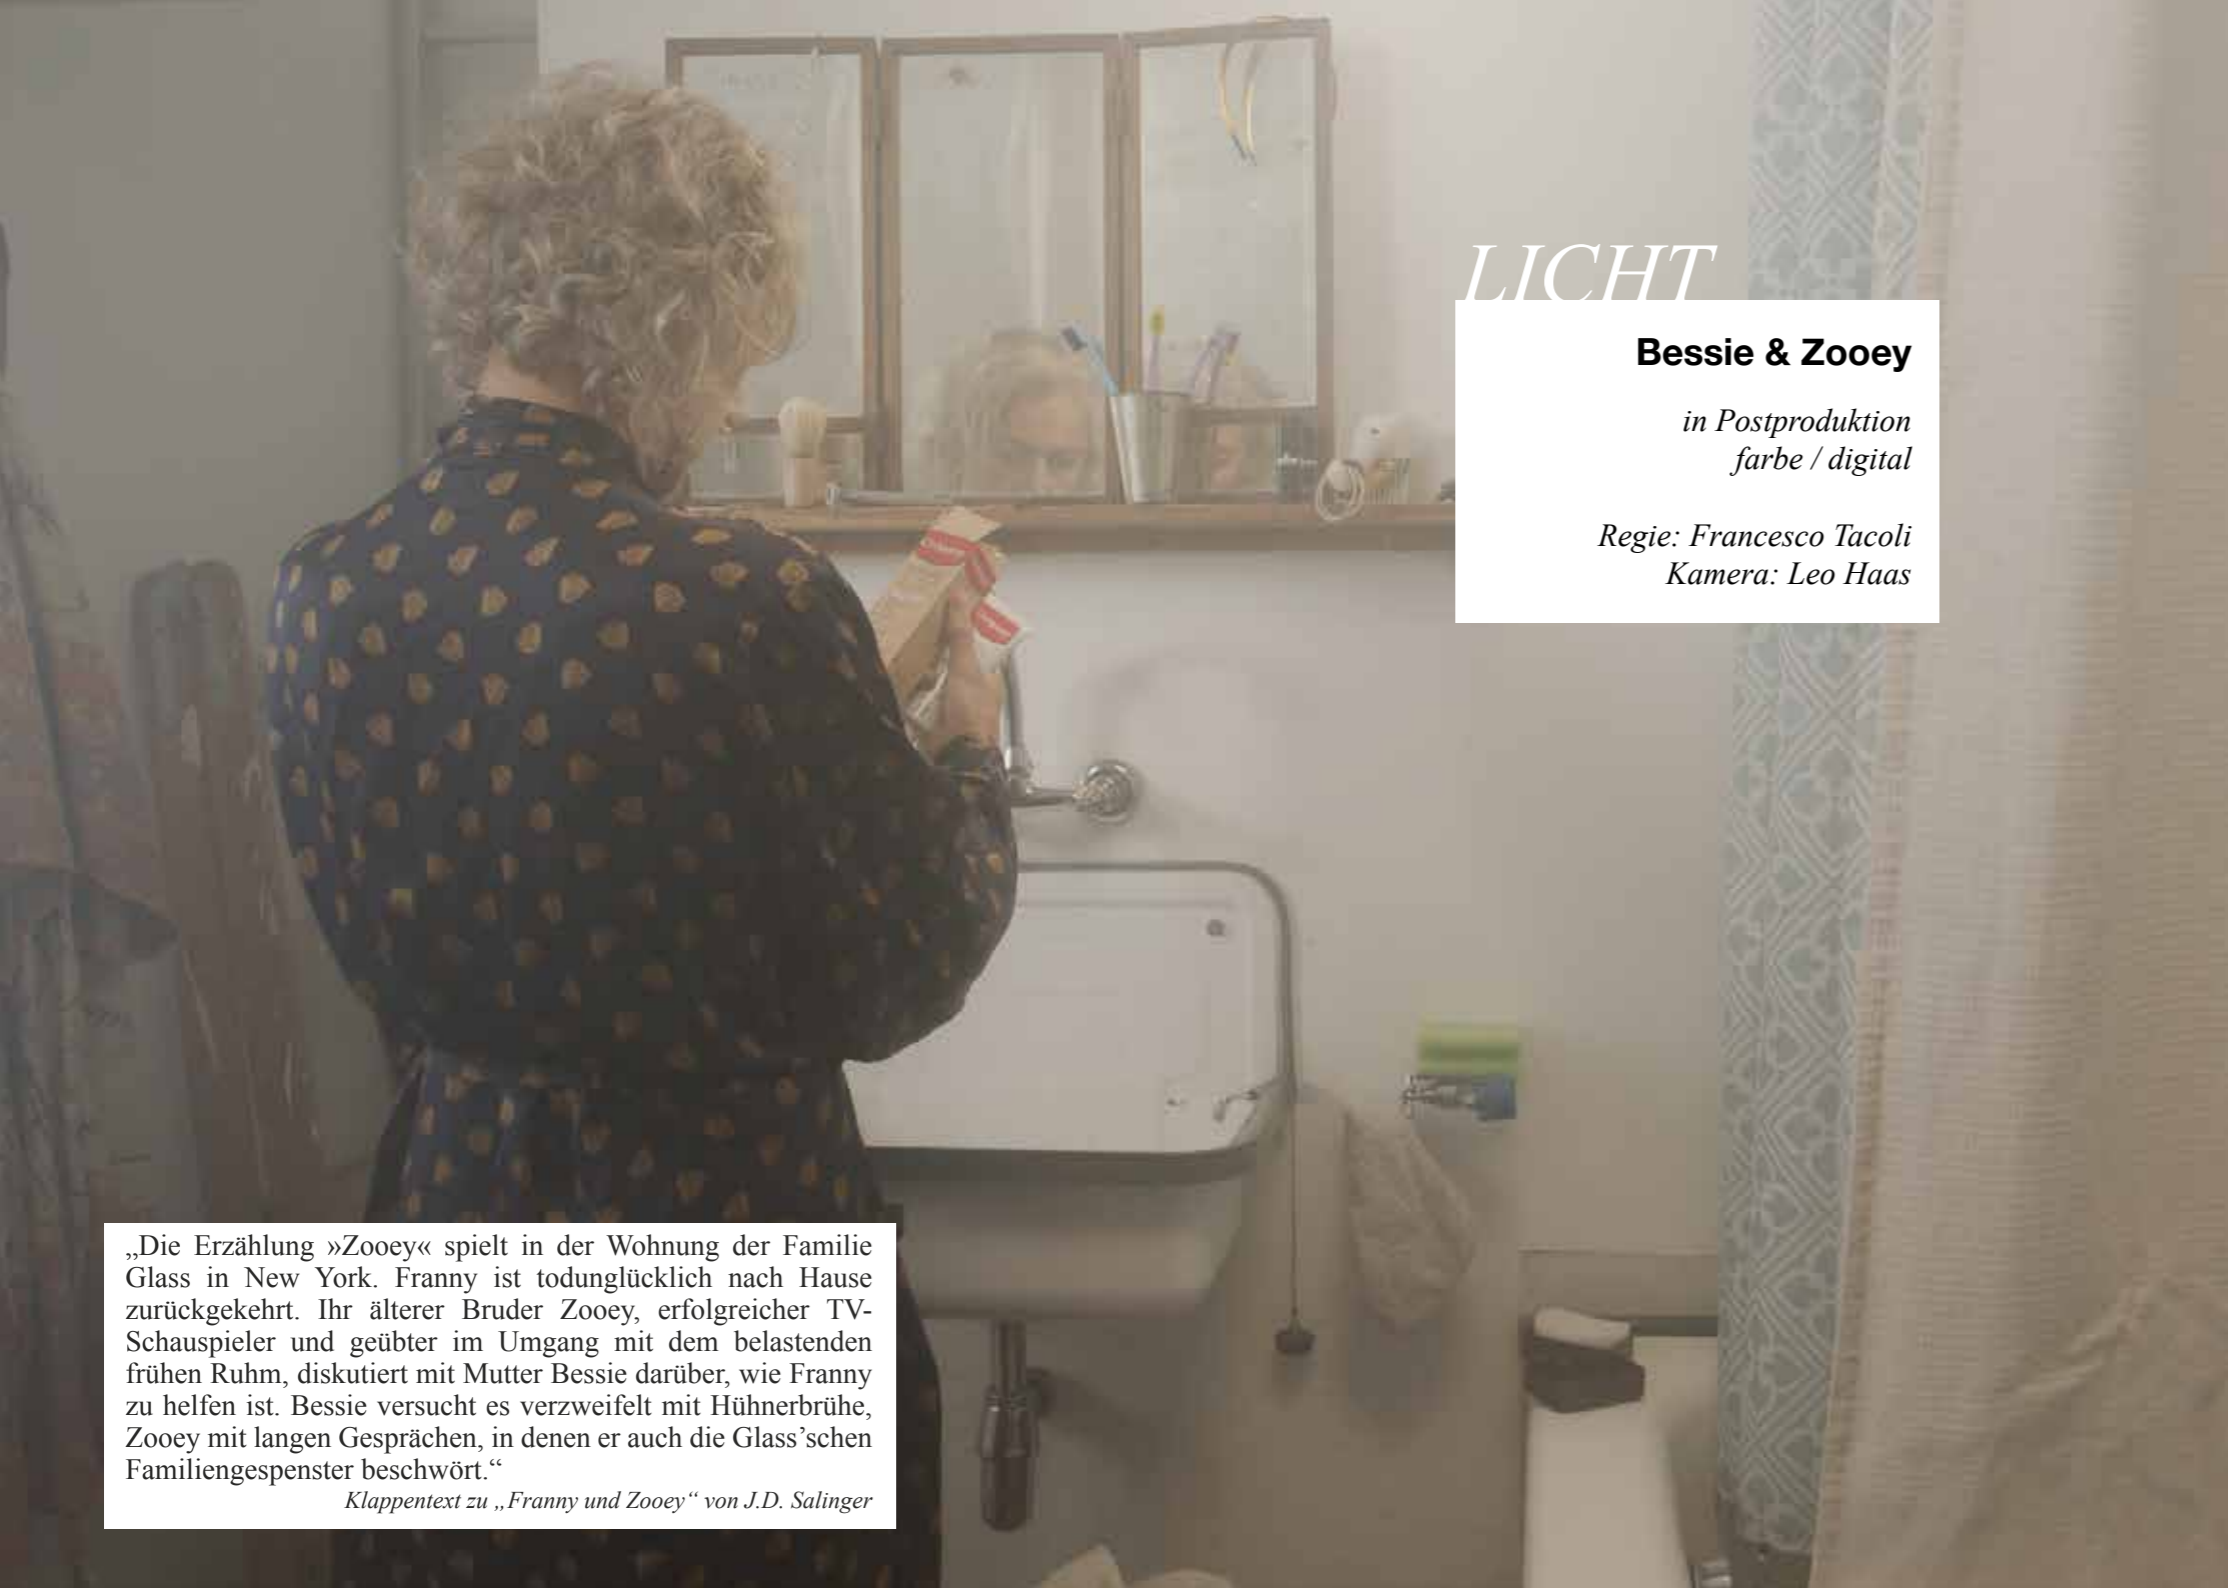 LICHT
Bessie & Zooey
in Postproduktion
farbe / digital
Regie: Francesco Tacoli
Kamera: Leo Haas
„Die Erzählung »Zooey« spielt in der Wohnung der Familie
Glass in New York. Franny ist todunglücklich nach Hause
zurückgekehrt. Ihr älterer Bruder Zooey, erfolgreicher TV-
Schauspieler und geübter im Umgang mit dem belastenden
frühen Ruhm, diskutiert mit Mutter Bessie darüber, wie Franny
zu helfen ist. Bessie versucht es verzweifelt mit Hühnerbrühe,
Zooey mit langen Gesprächen, in denen er auch die Glass’schen
Familiengespenster beschwört.“
Klappentext zu „Franny und Zooey“ von J.D. Salinger